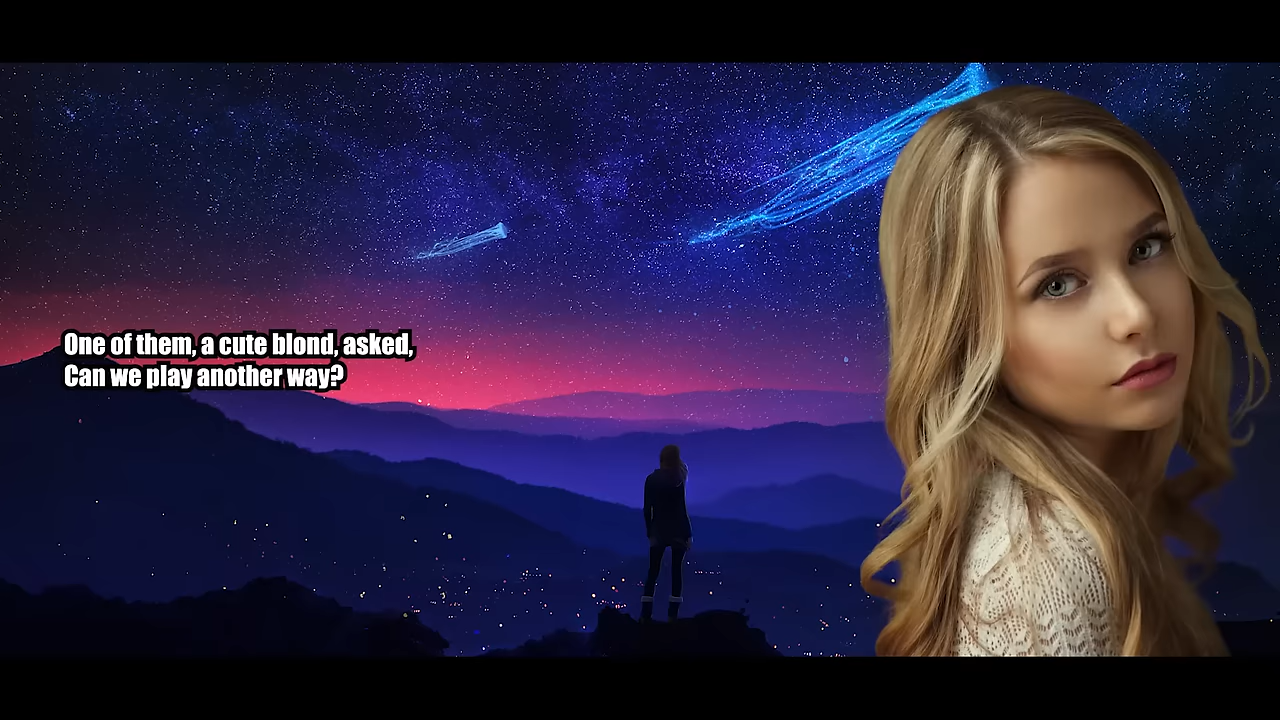 One of them, a cute blond, asked,
Can we play another way?